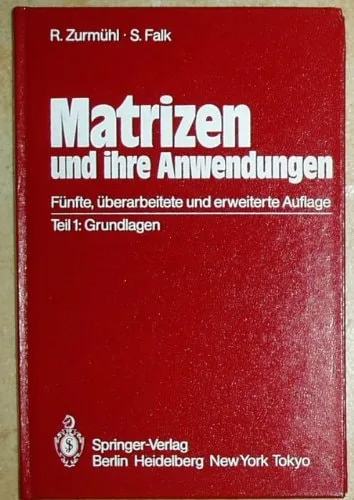 R. Zurmühl · S. Falk
Matrizen
und ihre Anwendungen
Fünfte, überarbeitete und erweiterte Auflage
Teil 1: Grundlagen
Springer-Verlag
Berlin Heidelberg New York Tokyo